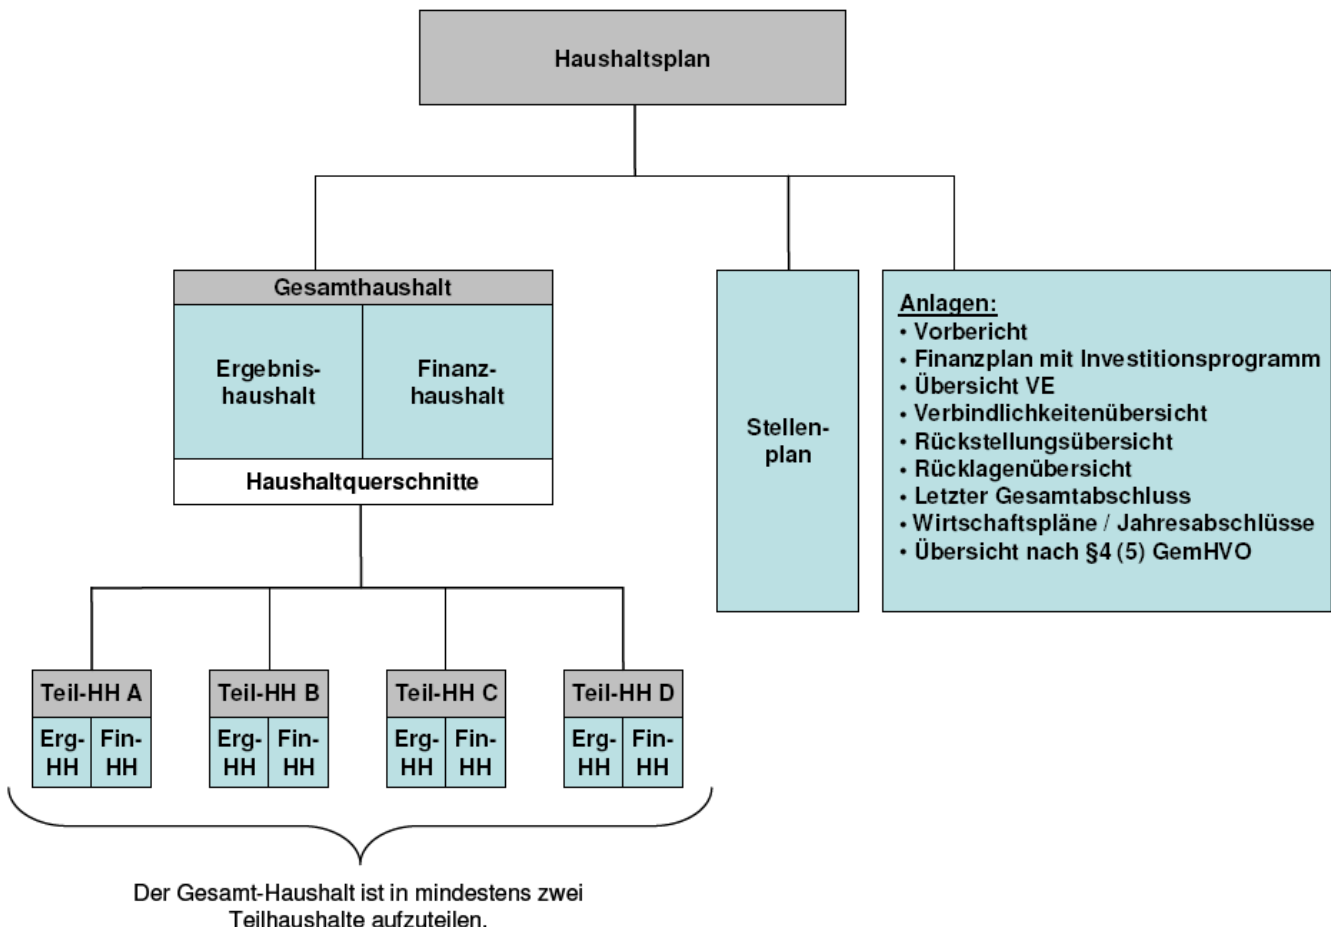 Haushaltsplan
Gesamthaushalt
Ergebnis-
haushalt
Finanz-
haushalt
Haushaltquerschnitte
Stellen-
plan
Anlagen:
• Vorbericht
• Finanzplan mit Investitionsprogramm
• Übersicht VE
• Verbindlichkeitenübersicht
• Rückstellungsübersicht
• Rücklagenübersicht
• Letzter Gesamtabschluss
• Wirtschaftspläne / Jahresabschlüsse
• Übersicht nach §4 (5) GemHVO
Teil-HH A
Erg-
HH
Fin-
HH
Teil-HH B
Erg-
HH
Fin-
HH
Teil-HH C
Erg-
HH
Fin-
HH
Teil-HH D
Erg-
HH
Fin-
HH
Der Gesamt-Haushalt ist in mindestens zwei
Teilhaushalte aufzuteilen.